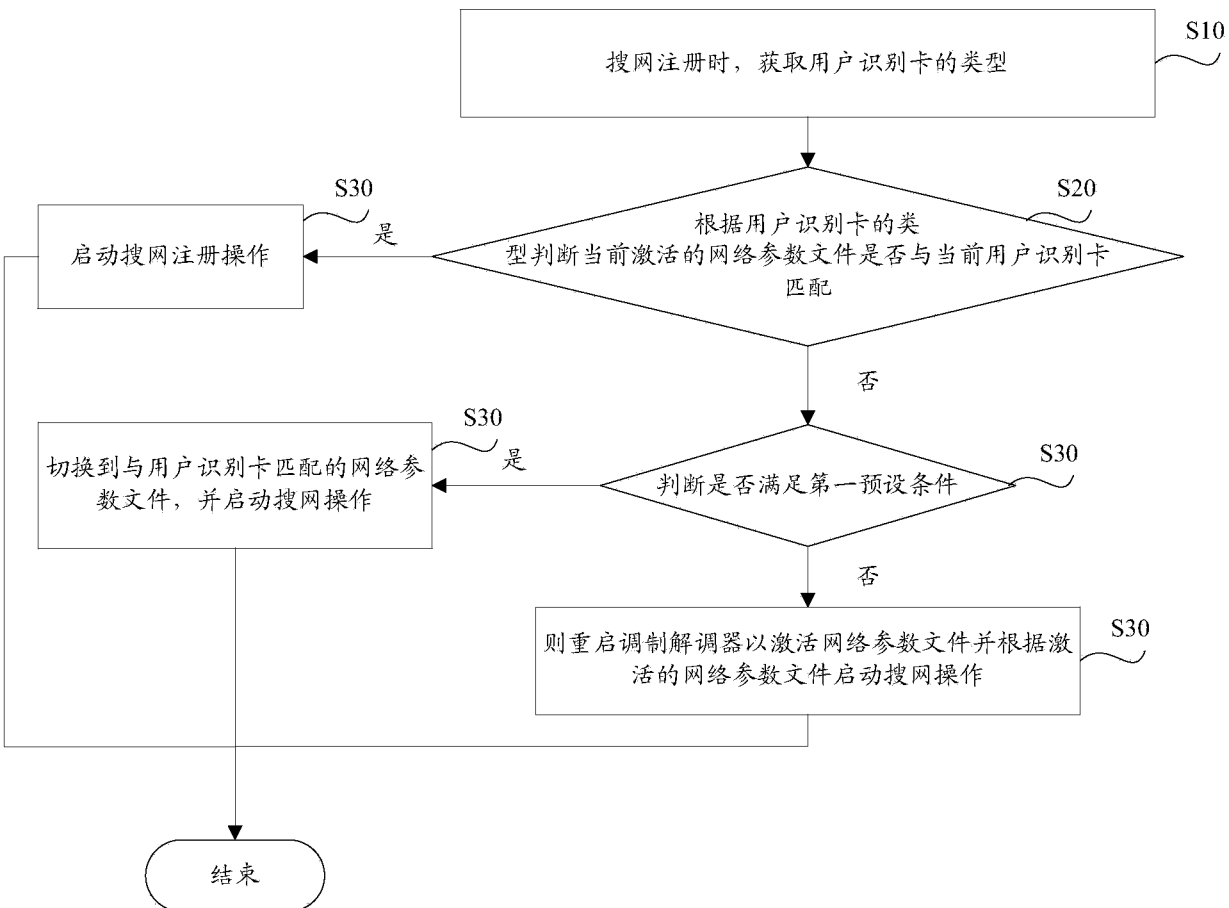 S10
搜网注册时，获取用户识别卡的类型
S30
S20
启动搜网注册操作
是
根据用户识别卡的类
型判断当前激活的网络参数文件是否与当前用户识别卡
匹配
否
S30
S30
切换到与用户识别卡匹配的网络参
数文件，并启动搜网操作
是
判断是否满足第一预设条件
否
S30
则重启调制解调器以激活网络参数文件并根据激
活的网络参数文件启动搜网操作
结束